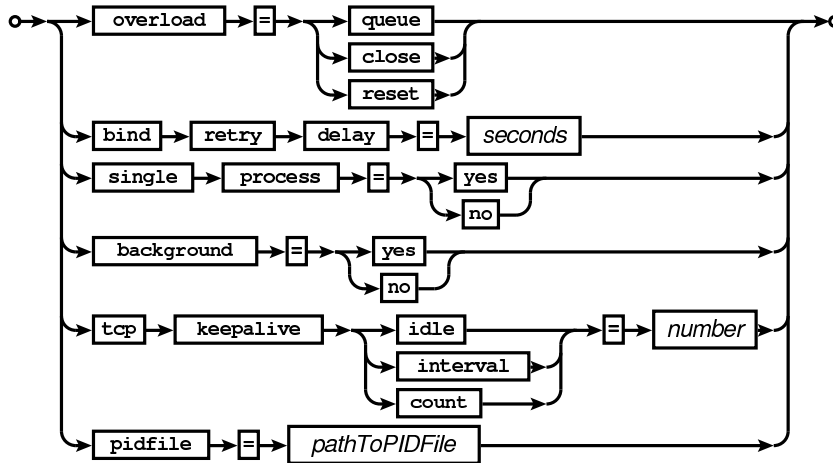 overload = queue
close
reset
bind retry delay = seconds
single process = yes
no
background = yes
no
tcp keepalive idle = number
interval
count
pidfile = pathToPIDFile